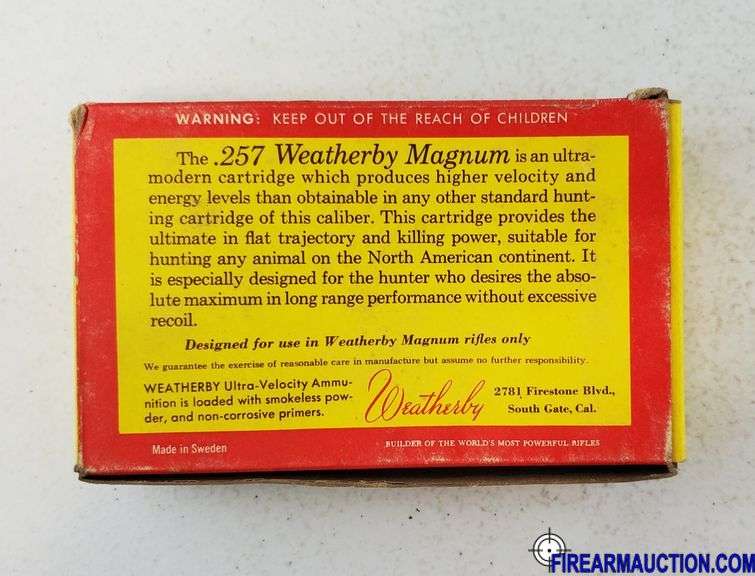 WARNING: KEEP OUT OF THE REACH OF CHILDREN
The .257 Weatherby Magnum is an ultra-
modern cartridge which produces higher velocity and
energy levels than obtainable in any other standard hunt-
ing cartridge of this caliber. This cartridge provides the
ultimate in flat trajectory and killing power, suitable for
hunting any animal on the North American continent. It
is especially designed for the hunter who desires the abso-
lute maximum in long range performance without excessive
recoil.
Designed for use in Weatherby Magnum rifles only
We guarantee the exercise of reasonable care in manufacture but assume no further responsibility.
WEATHERBY Ultra-Velocity Ammu-
nition is loaded with smokeless pow-
der, and non-corrosive primers.
Weatherby
2781 Firestone Blvd.,
South Gate, Cal.
Made in Sweden
BUILDER OF THE WORLD'S MOST POWERFUL RIFLES
FIREARMAUCTION.COM